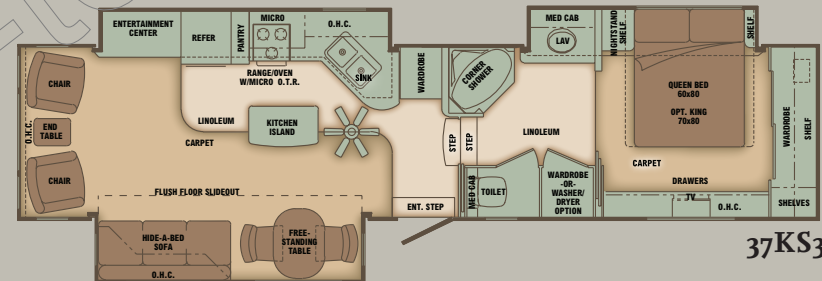 ENTERTAINMENT
CENTER
REFER
PANTRY
MICRO
O.H.C.
RANGE/OVEN
W/MICRO O.T.R.
SINK
WARDROBE
CORNER
SHOWER
MED CAB
LAV
NIGHTSTAND
SHELF
SHELF
QUEEN BED
60x80
OPT. KING
70x80
WARDROBE
SHELF
CHAIR
O.H.C.
END
TABLE
CHAIR
LINOLEUM
KITCHEN
ISLAND
CARPET
STEP
STEP
LINOLEUM
CARPET
DRAWERS
FLUSH FLOOR SLIDEOUT
ENT. STEP
MED CAB
TOILET
WARDROBE
-OR-
WASHER/
DRYER
OPTION
TV
O.H.C.
SHELVES
HIDE-A-BED
SOFA
O.H.C.
FREE-
STANDING
TABLE
37KS3